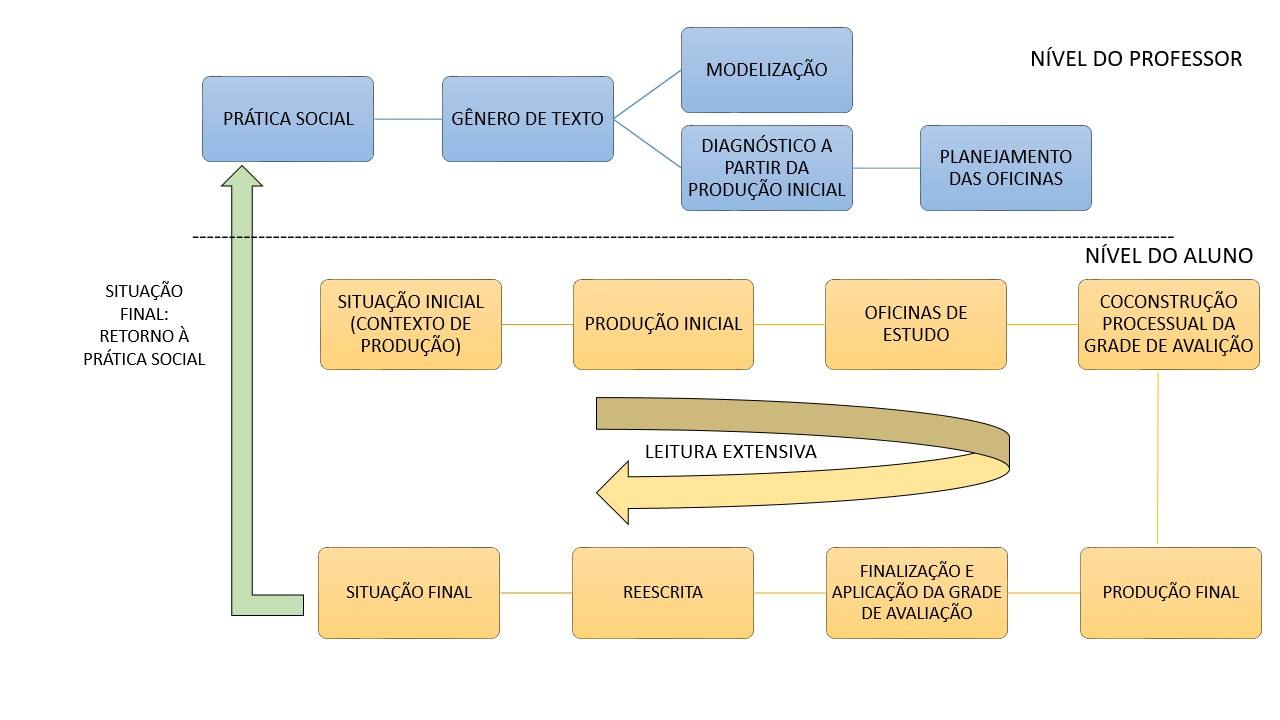 NÍVEL DO PROFESSOR
MODELIZAÇÃO
PRÁTICA SOCIAL
GÊNERO DE TEXTO
DIAGNÓSTICO A
PARTIR DA
PRODUÇÃO INICIAL
PLANEJAMENTO
DAS OFICINAS
NÍVEL DO ALUNO
SITUAÇÃO
FINAL:
RETORNO À
PRÁTICA SOCIAL
SITUAÇÃO INICIAL
(CONTEXTO DE
PRODUÇÃO)
PRODUÇÃO INICIAL
OFICINAS DE
ESTUDO
COCONSTRUÇÃO
PROCESSUAL DA
GRADE DE AVALIÇÃO
LEITURA EXTENSIVA
SITUAÇÃO FINAL
REESCRITA
FINALIZAÇÃO E
APLICAÇÃO DA GRADE
DE AVALIAÇÃO
PRODUÇÃO FINAL